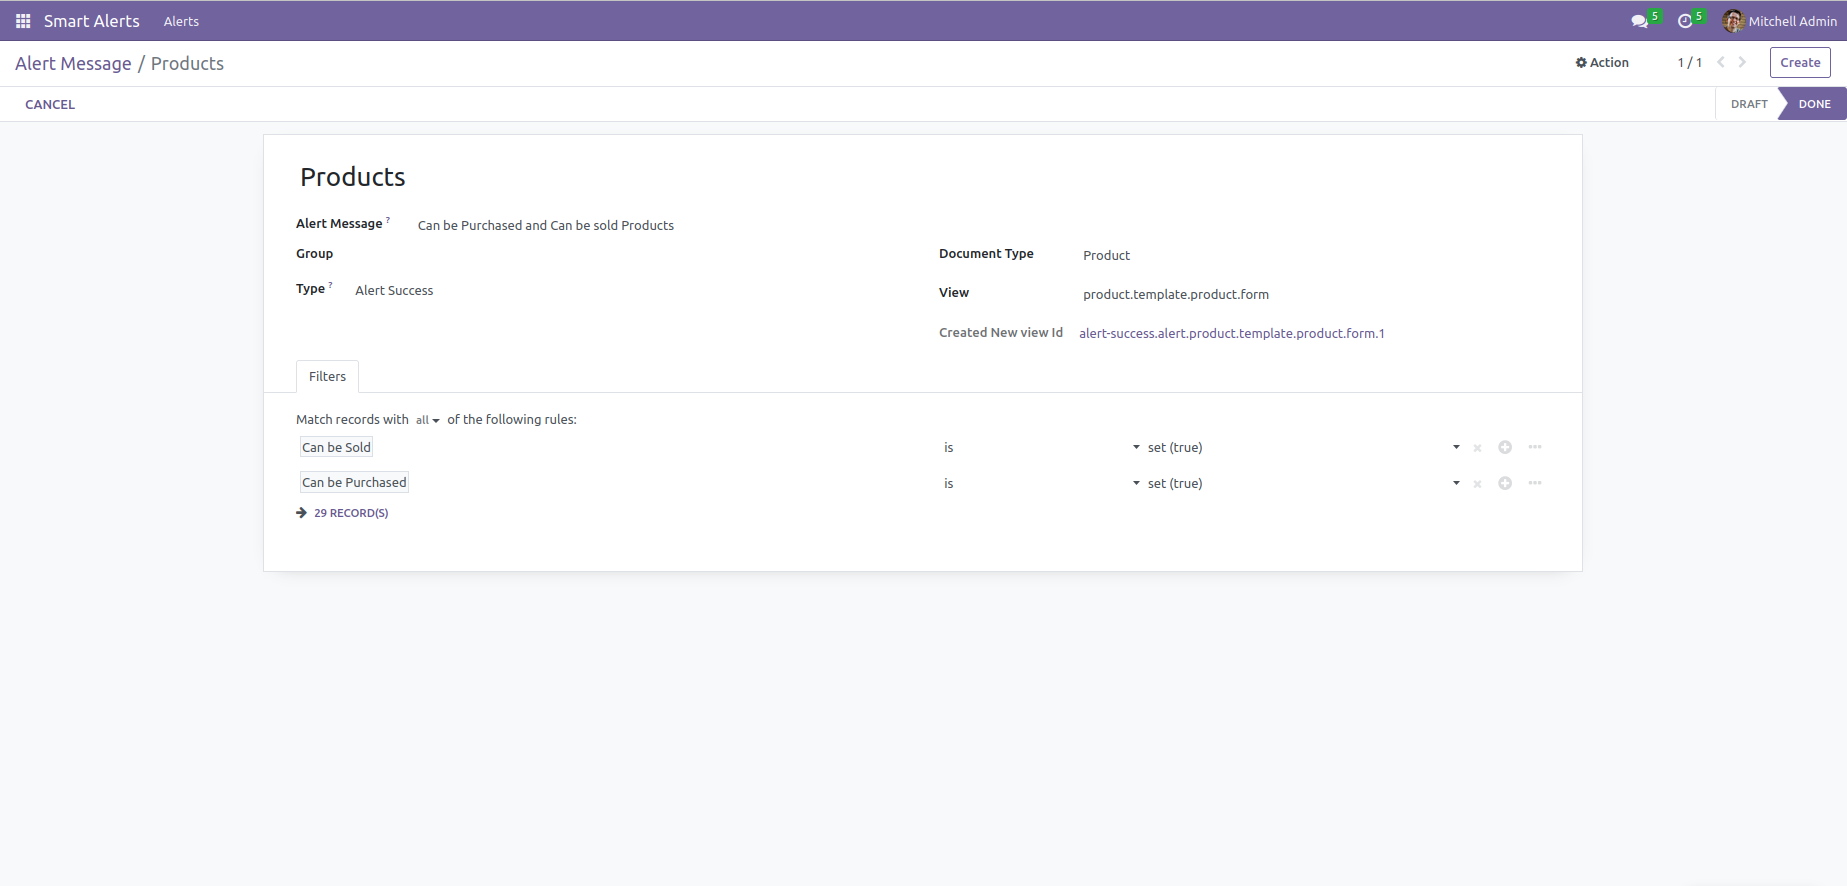 Smart Alerts Alerts 5 5 Mitchell Admin
Alert Message / Products Action 1 / 1 Create
CANCEL DRAFT DONE
Products
Alert Message ? Can be Purchased and Can be sold Products
Group Document Type Product
Type ? Alert Success View product.template.product.form
Created New view Id alert-success.alert.product.template.product.form.1
Filters
Match records with all of the following rules:
Can be Sold is set (true)
Can be Purchased is set (true)
29 RECORD(S)